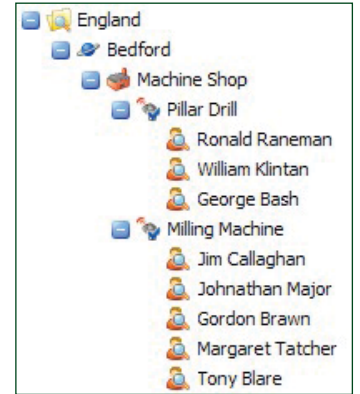 England
Bedford
Machine Shop
Pillar Drill
Ronald Raneman
William Klintan
George Bash
Milling Machine
Jim Callaghan
Johnathan Major
Gordon Brawn
Margaret Tatcher
Tony Blare